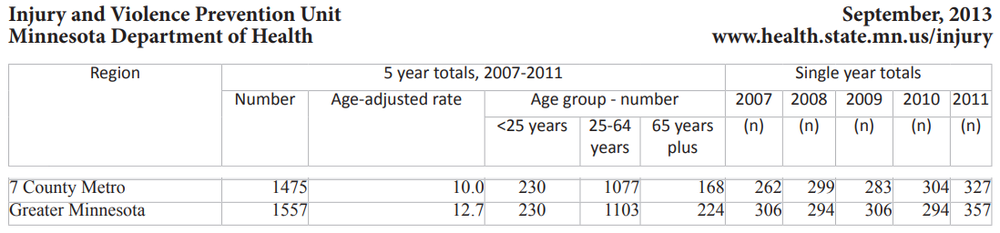 Injury and Violence Prevention Unit September, 2013
Minnesota Department of Health www.health.state.mn.us/injury
Region 5 year totals, 2007-2011 Single year totals
Number Age-adjusted rate Age group - number 2007 2008 2009 2010 2011
<25 years 25-64 65 years (n) (n) (n) (n) (n)
years plus
7 County Metro 1475 10.0 230 1077 168 262 299 283 304 327
Greater Minnesota 1557 12.7 230 1103 224 306 294 306 294 357